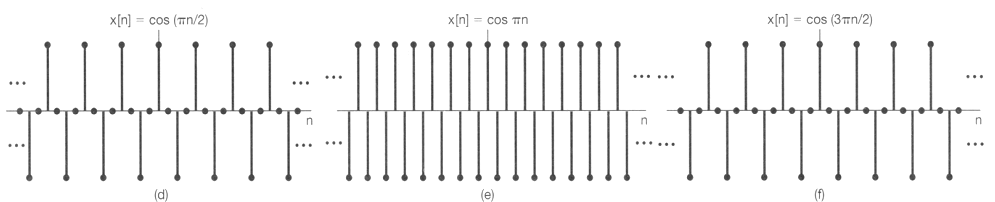 x[n] = cos (πn/2)
x[n] = cos πn
x[n] = cos (3πn/2)
n
n
n
(d)
(e)
(f)